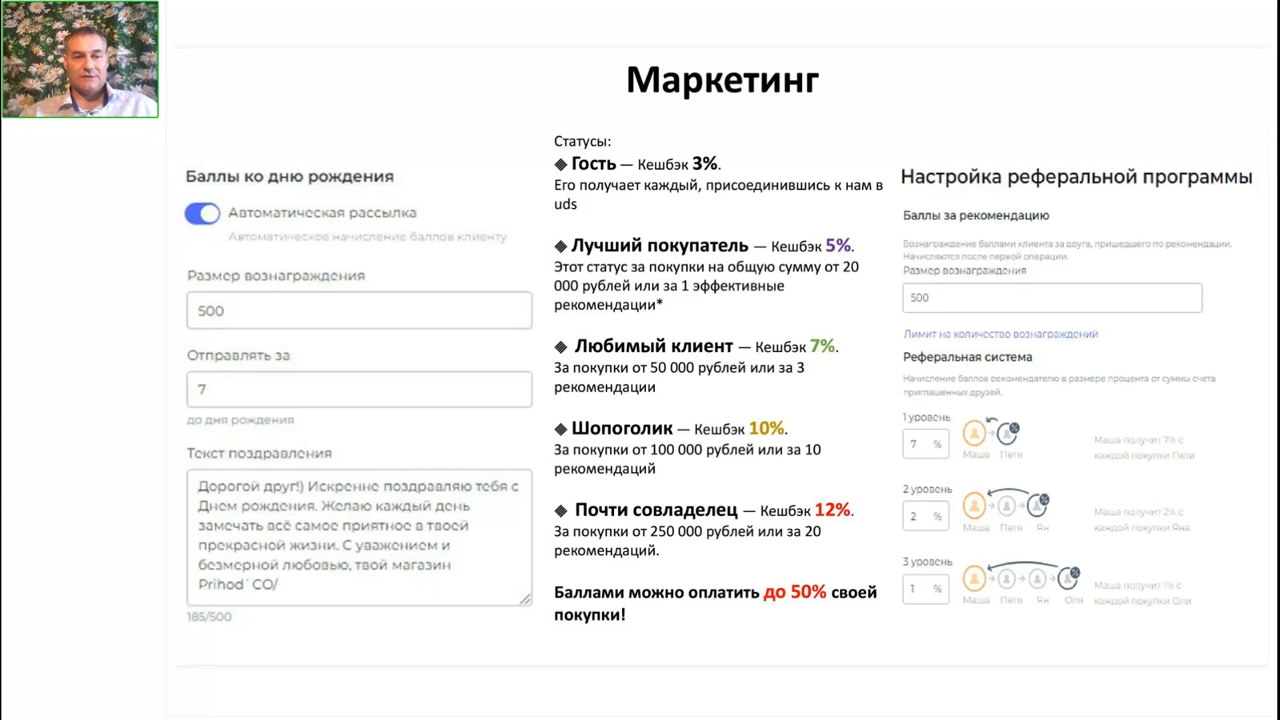 Маркетинг
Баллы ко дню рождения
Автоматическая рассылка
Автоматическое начисление баллов клиенту
Размер вознаграждения
500
Отправлять за
7
до дня рождения
Текст поздравления
Дорогой друг!) Искренне поздравляю тебя с
Днем рождения. Желаю каждый день
замечать всё самое приятное в твоей
прекрасной жизни. С уважением и
безмерной любовью, твой магазин
Prihod`CO/
185/500
Статусы:
◈ Гость — Кешбэк 3%.
Его получает каждый, присоединившись к нам в
uds
◈ Лучший покупатель — Кешбэк 5%.
Этот статус за покупки на общую сумму от 20
000 рублей или за 1 эффективные
рекомендации*
◈ Любимый клиент — Кешбэк 7%.
За покупки от 50 000 рублей или за 3
рекомендации
◈ Шопоголик — Кешбэк 10%.
За покупки от 100 000 рублей или за 10
рекомендаций
◈ Почти совладелец — Кешбэк 12%.
За покупки от 250 000 рублей или за 20
рекомендаций.
Баллами можно оплатить до 50% своей
покупки!
Настройка реферальной программы
Баллы за рекомендацию
Вознаграждение баллами клиента за друга, пришедшего по рекомендации.
Начисляются после первой операции.
Размер вознаграждения
500
Лимит на количество вознаграждений
Реферальная система
Начисление баллов рекомендателю в размере процента от суммы счета
приглашенных друзей.
1 уровень
7 %
Маша Петя
Маша получит 7% с
каждой покупки Пети
2 уровень
2 %
Маша Петя Ян
Маша получит 2% с
каждой покупки Яна
3 уровень
1 %
Маша Петя Ян Оля
Маша получит 1% с
каждой покупки Оли